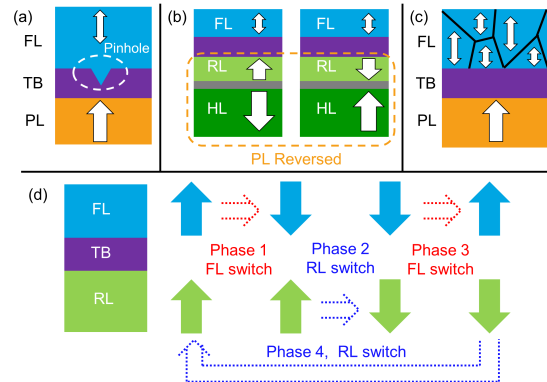 (a)
FL
Pinhole
TB
PL
(b)
FL FL
RL RL
HL HL
PL Reversed
(c)
FL
TB
PL
(d)
FL
TB
RL
Phase 1
FL switch
Phase 2
RL switch
Phase 3
FL switch
Phase 4, RL switch